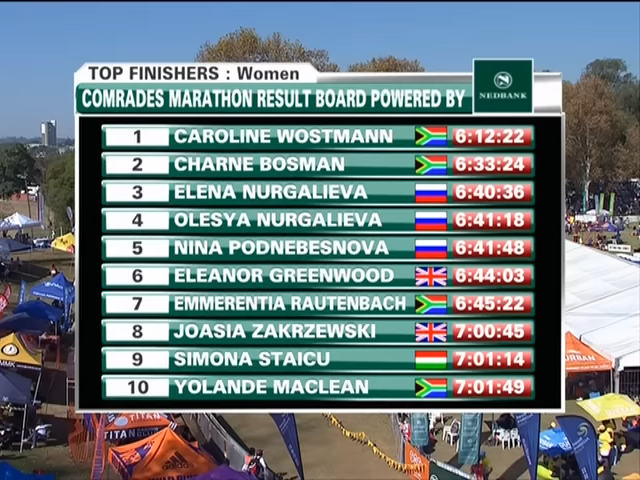 TOP FINISHERS : Women
COMRADES MARATHON RESULT BOARD POWERED BY
NEDBANK
1 CAROLINE WOSTMANN 6:12:22
2 CHARNE BOSMAN 6:33:24
3 ELENA NURGALIEVA 6:40:36
4 OLESYA NURGALIEVA 6:41:18
5 NINA PODNEBESNOVA 6:41:48
6 ELEANOR GREENWOOD 6:44:03
7 EMMERENTIA RAUTENBACH 6:45:22
8 JOASIA ZAKRZEWSKI 7:00:45
9 SIMONA STAICU 7:01:14
10 YOLANDE MACLEAN 7:01:49
TITAN
TITAN
adidas